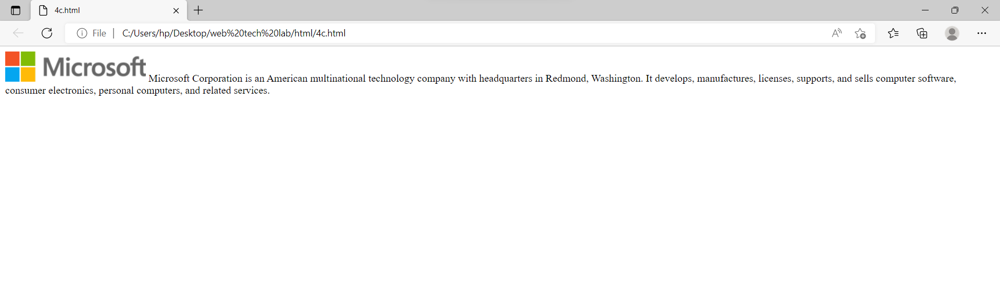 4c.html
File | C:/Users/hp/Desktop/web%20tech%20lab/html/4c.html
Microsoft Microsoft Corporation is an American multinational technology company with headquarters in Redmond, Washington. It develops, manufactures, licenses, supports, and sells computer software,
consumer electronics, personal computers, and related services.